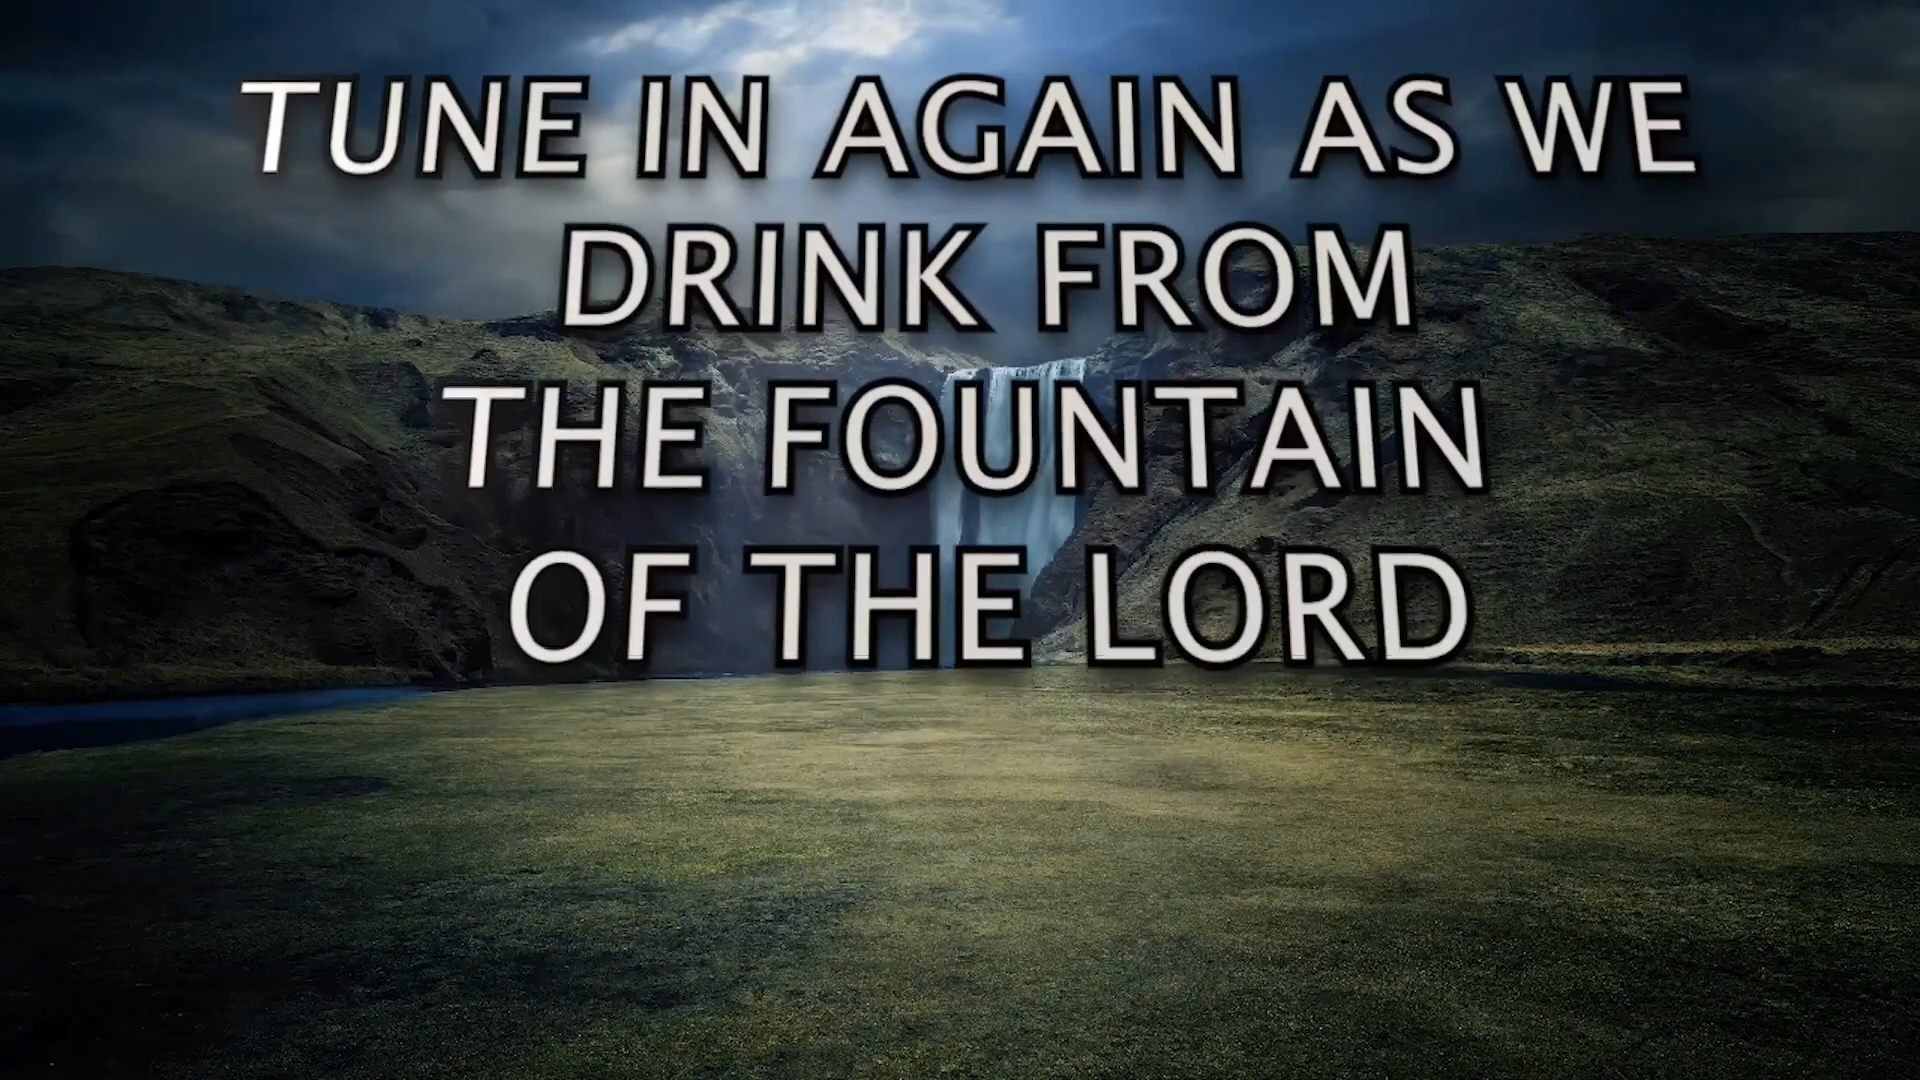 TUNE IN AGAIN AS WE
DRINK FROM
THE FOUNTAIN
OF THE LORD